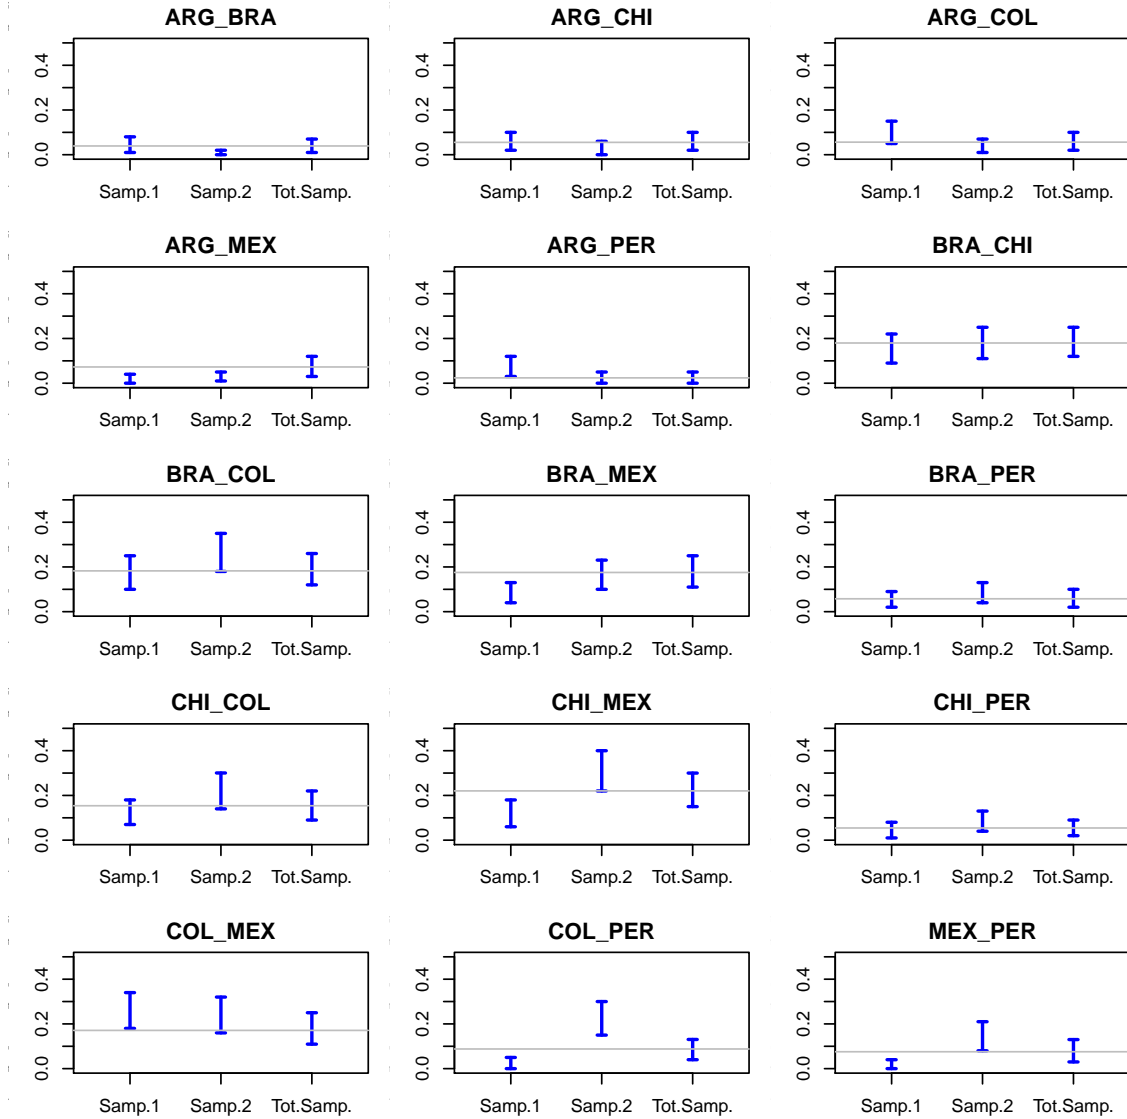 ARG_BRA ARG_CHI ARG_COL
0.0 0.2 0.4 0.0 0.2 0.4 0.0 0.2 0.4
Samp.1 Samp.2 Tot.Samp. Samp.1 Samp.2 Tot.Samp. Samp.1 Samp.2 Tot.Samp.
ARG_MEX ARG_PER BRA_CHI
0.0 0.2 0.4 0.0 0.2 0.4 0.0 0.2 0.4
Samp.1 Samp.2 Tot.Samp. Samp.1 Samp.2 Tot.Samp. Samp.1 Samp.2 Tot.Samp.
BRA_COL BRA_MEX BRA_PER
0.0 0.2 0.4 0.0 0.2 0.4 0.0 0.2 0.4
Samp.1 Samp.2 Tot.Samp. Samp.1 Samp.2 Tot.Samp. Samp.1 Samp.2 Tot.Samp.
CHI_COL CHI_MEX CHI_PER
0.0 0.2 0.4 0.0 0.2 0.4 0.0 0.2 0.4
Samp.1 Samp.2 Tot.Samp. Samp.1 Samp.2 Tot.Samp. Samp.1 Samp.2 Tot.Samp.
COL_MEX COL_PER MEX_PER
0.0 0.2 0.4 0.0 0.2 0.4 0.0 0.2 0.4
Samp.1 Samp.2 Tot.Samp. Samp.1 Samp.2 Tot.Samp. Samp.1 Samp.2 Tot.Samp.